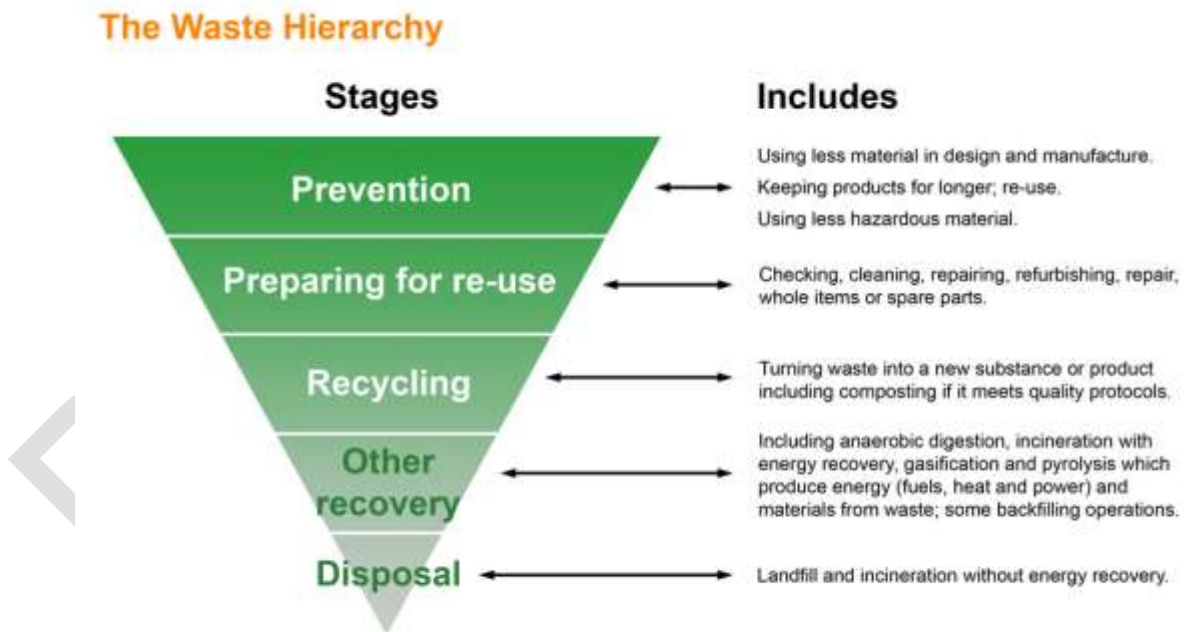 The Waste Hierarchy
Stages
Includes
Prevention
Using less material in design and manufacture.
Keeping products for longer; re-use.
Using less hazardous material.
Preparing for re-use
Checking, cleaning, repairing, refurbishing, repair,
whole items or spare parts.
Recycling
Turning waste into a new substance or product
including composting if it meets quality protocols.
Other
recovery
Including anaerobic digestion, incineration with
energy recovery, gasification and pyrolysis which
produce energy (fuels, heat and power) and
materials from waste; some backfilling operations.
Disposal
Landfill and incineration without energy recovery.